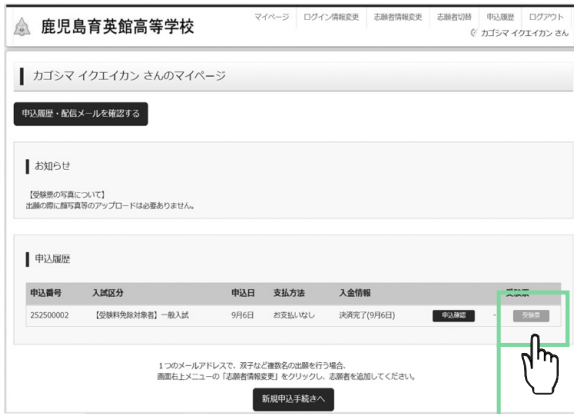 鹿児島育英館高等学校
マイページ ログイン情報変更 志願者情報変更 志願者切替 申込履歴 ログアウト
カゴシマ イクエイカン さん
カゴシマ イクエイカン さんのマイページ
申込履歴・配信メールを確認する
お知らせ
【受験票の写真について】
出願の際に顔写真等のアップロードは必要ありません。
申込履歴
申込番号 入試区分 申込日 支払方法 入金情報 受験票
252500002 【受験料免除対象者】一般入試 9月6日 お支払いなし 決済完了(9月6日) 申込確認 - 受験票
1つのメールアドレスで、双子など複数名の出願を行う場合、
画面右上メニューの「志願者情報変更」をクリックし、志願者を追加してください。
新規申込手続きへ